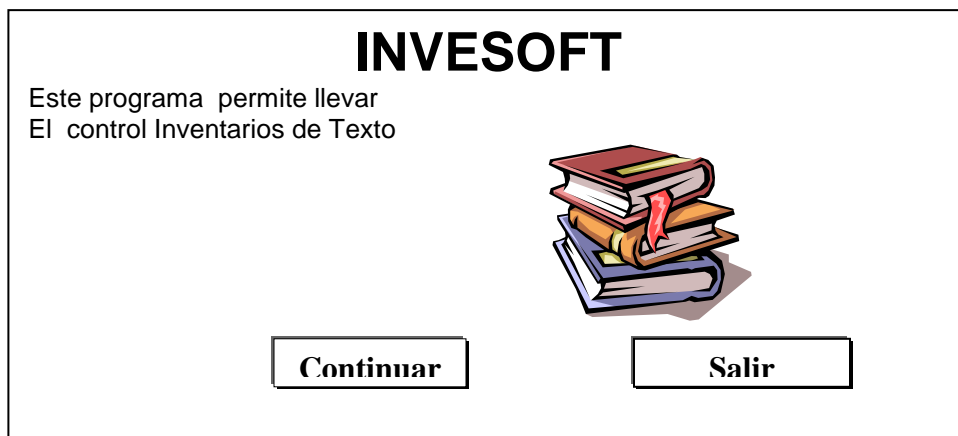 INVESOFT
Este programa  permite llevar
El  control Inventarios de Texto
Continuar
Salir